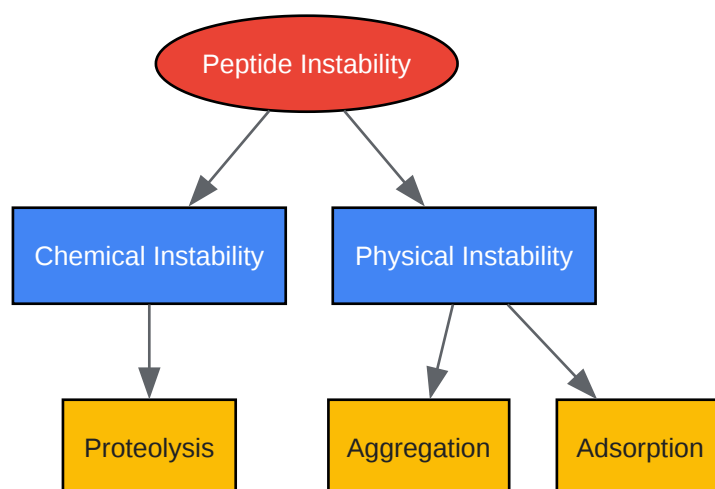 Peptide Instability
Chemical Instability
Physical Instability
Proteolysis
Aggregation
Adsorption